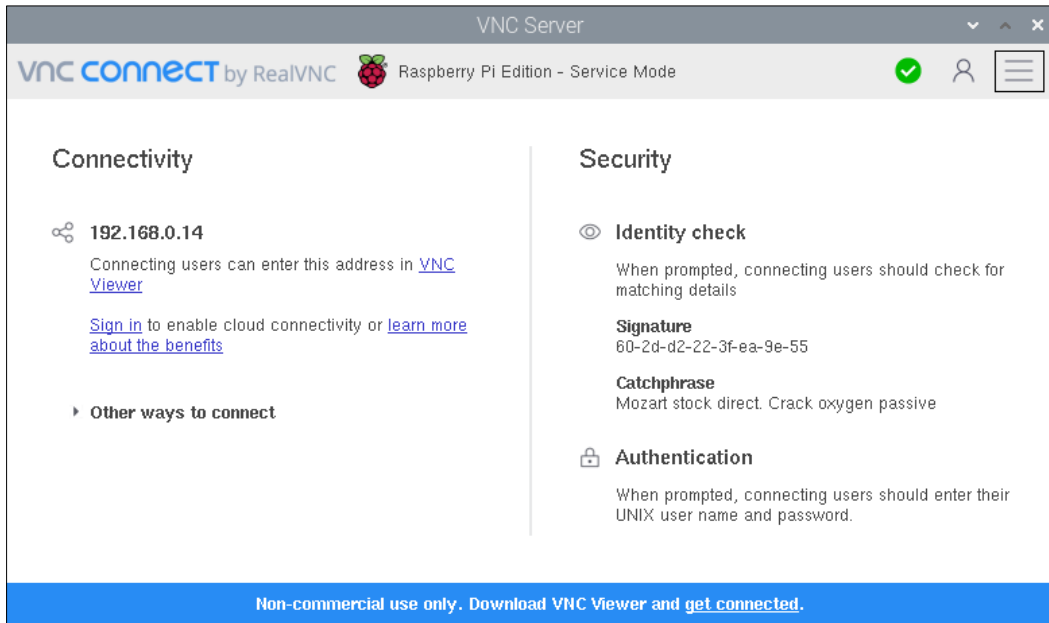 VNC Server
vnc connect by RealVNC Raspberry Pi Edition - Service Mode
Connectivity
192.168.0.14
Connecting users can enter this address in VNC
Viewer
Sign in to enable cloud connectivity or learn more
about the benefits
Other ways to connect
Security
Identity check
When prompted, connecting users should check for
matching details
Signature
60-2d-d2-22-3f-ea-9e-55
Catchphrase
Mozart stock direct. Crack oxygen passive
Authentication
When prompted, connecting users should enter their
UNIX user name and password.
Non-commercial use only. Download VNC Viewer and get connected.